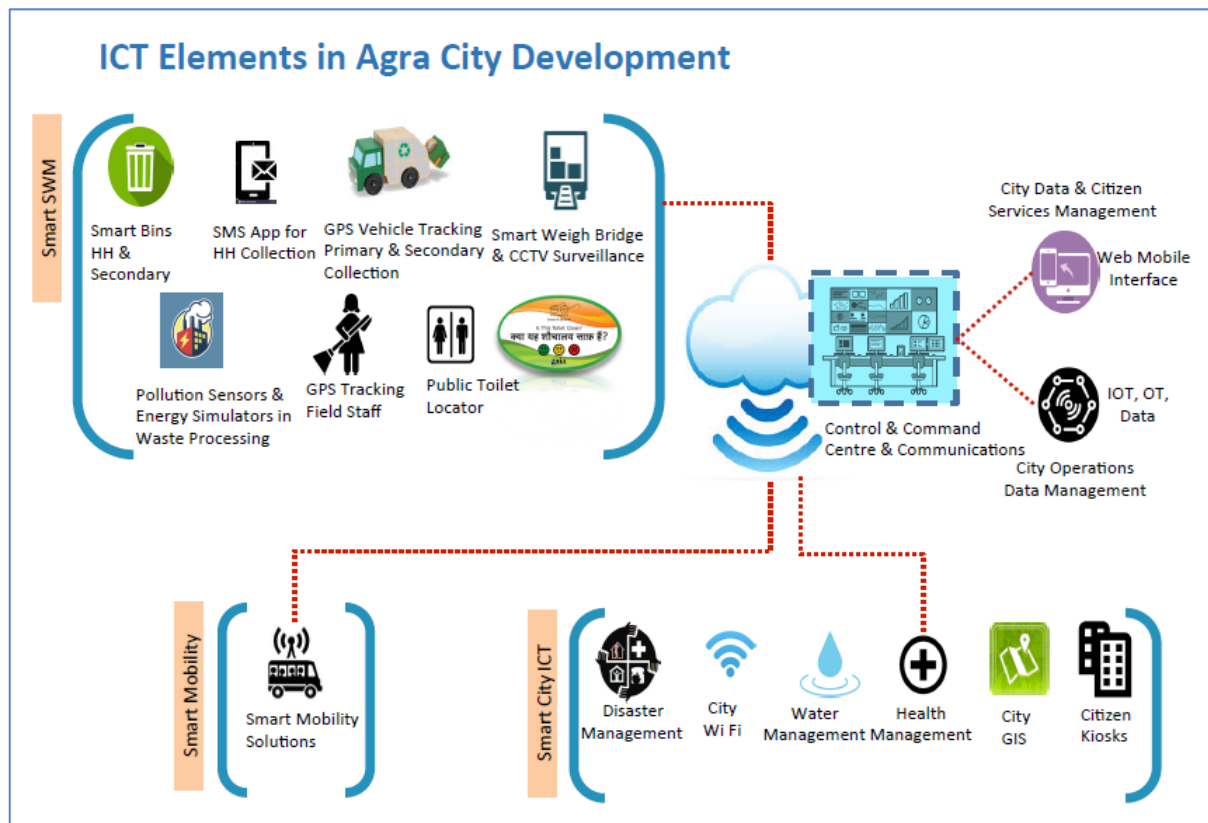 ICT Elements in Agra City Development
Smart SWM
Smart Bins
HH &
Secondary
SMS App for
HH Collection
GPS Vehicle Tracking
Primary & Secondary
Collection
Smart Weigh Bridge
& CCTV Surveillance
Pollution Sensors &
Energy Simulators in
Waste Processing
GPS Tracking
Field Staff
Public Toilet
Locator
Is This Toilet Clean?
क्या यह शौचालय साफ़ हैं?
City Data & Citizen
Services Management
Web Mobile
Interface
Control & Command
Centre & Communications
IOT, OT,
Data
City Operations
Data Management
Smart Mobility
Smart Mobility
Solutions
Smart City ICT
Disaster
Management
City
Wi Fi
Water
Management
Health
Management
City
GIS
Citizen
Kiosks